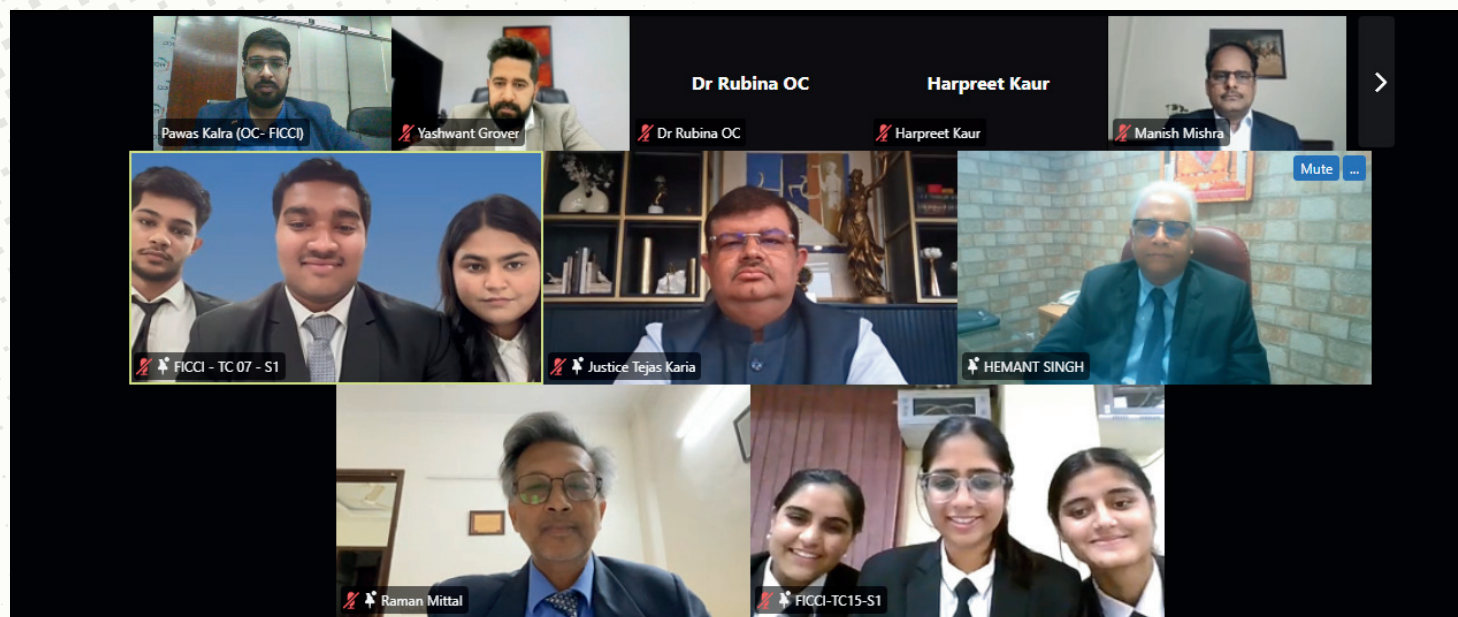 Dr Rubina OC
Harpreet Kaur
Pawas Kalra (OC- FICCI)
Yashwant Grover
Dr Rubina OC
Harpreet Kaur
Manish Mishra
Mute ...
FICCI - TC 07 - S1
Justice Tejas Karia
HEMANT SINGH
Raman Mittal
FICCI-TC15-S1